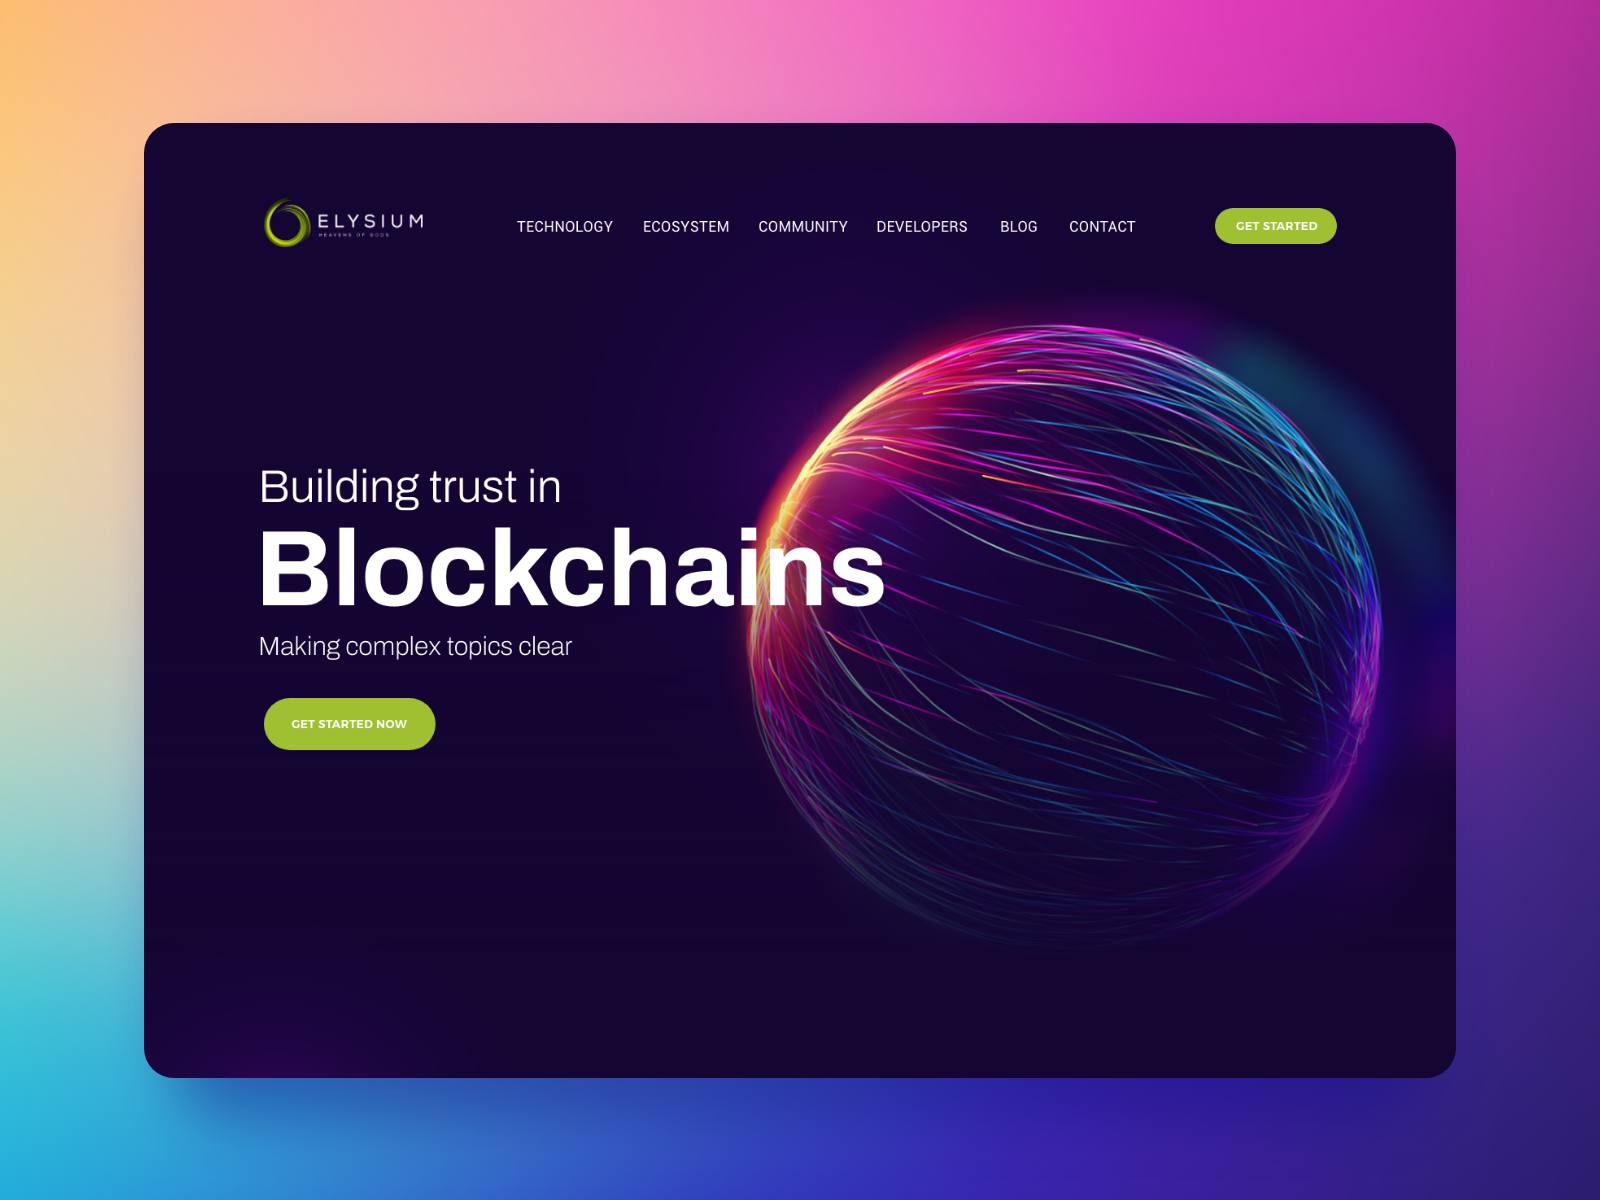 ELYSIUM
HEAVENS OF GODS
TECHNOLOGY ECOSYSTEM COMMUNITY DEVELOPERS BLOG CONTACT GET STARTED
Building trust in
Blockchains
Making complex topics clear
GET STARTED NOW